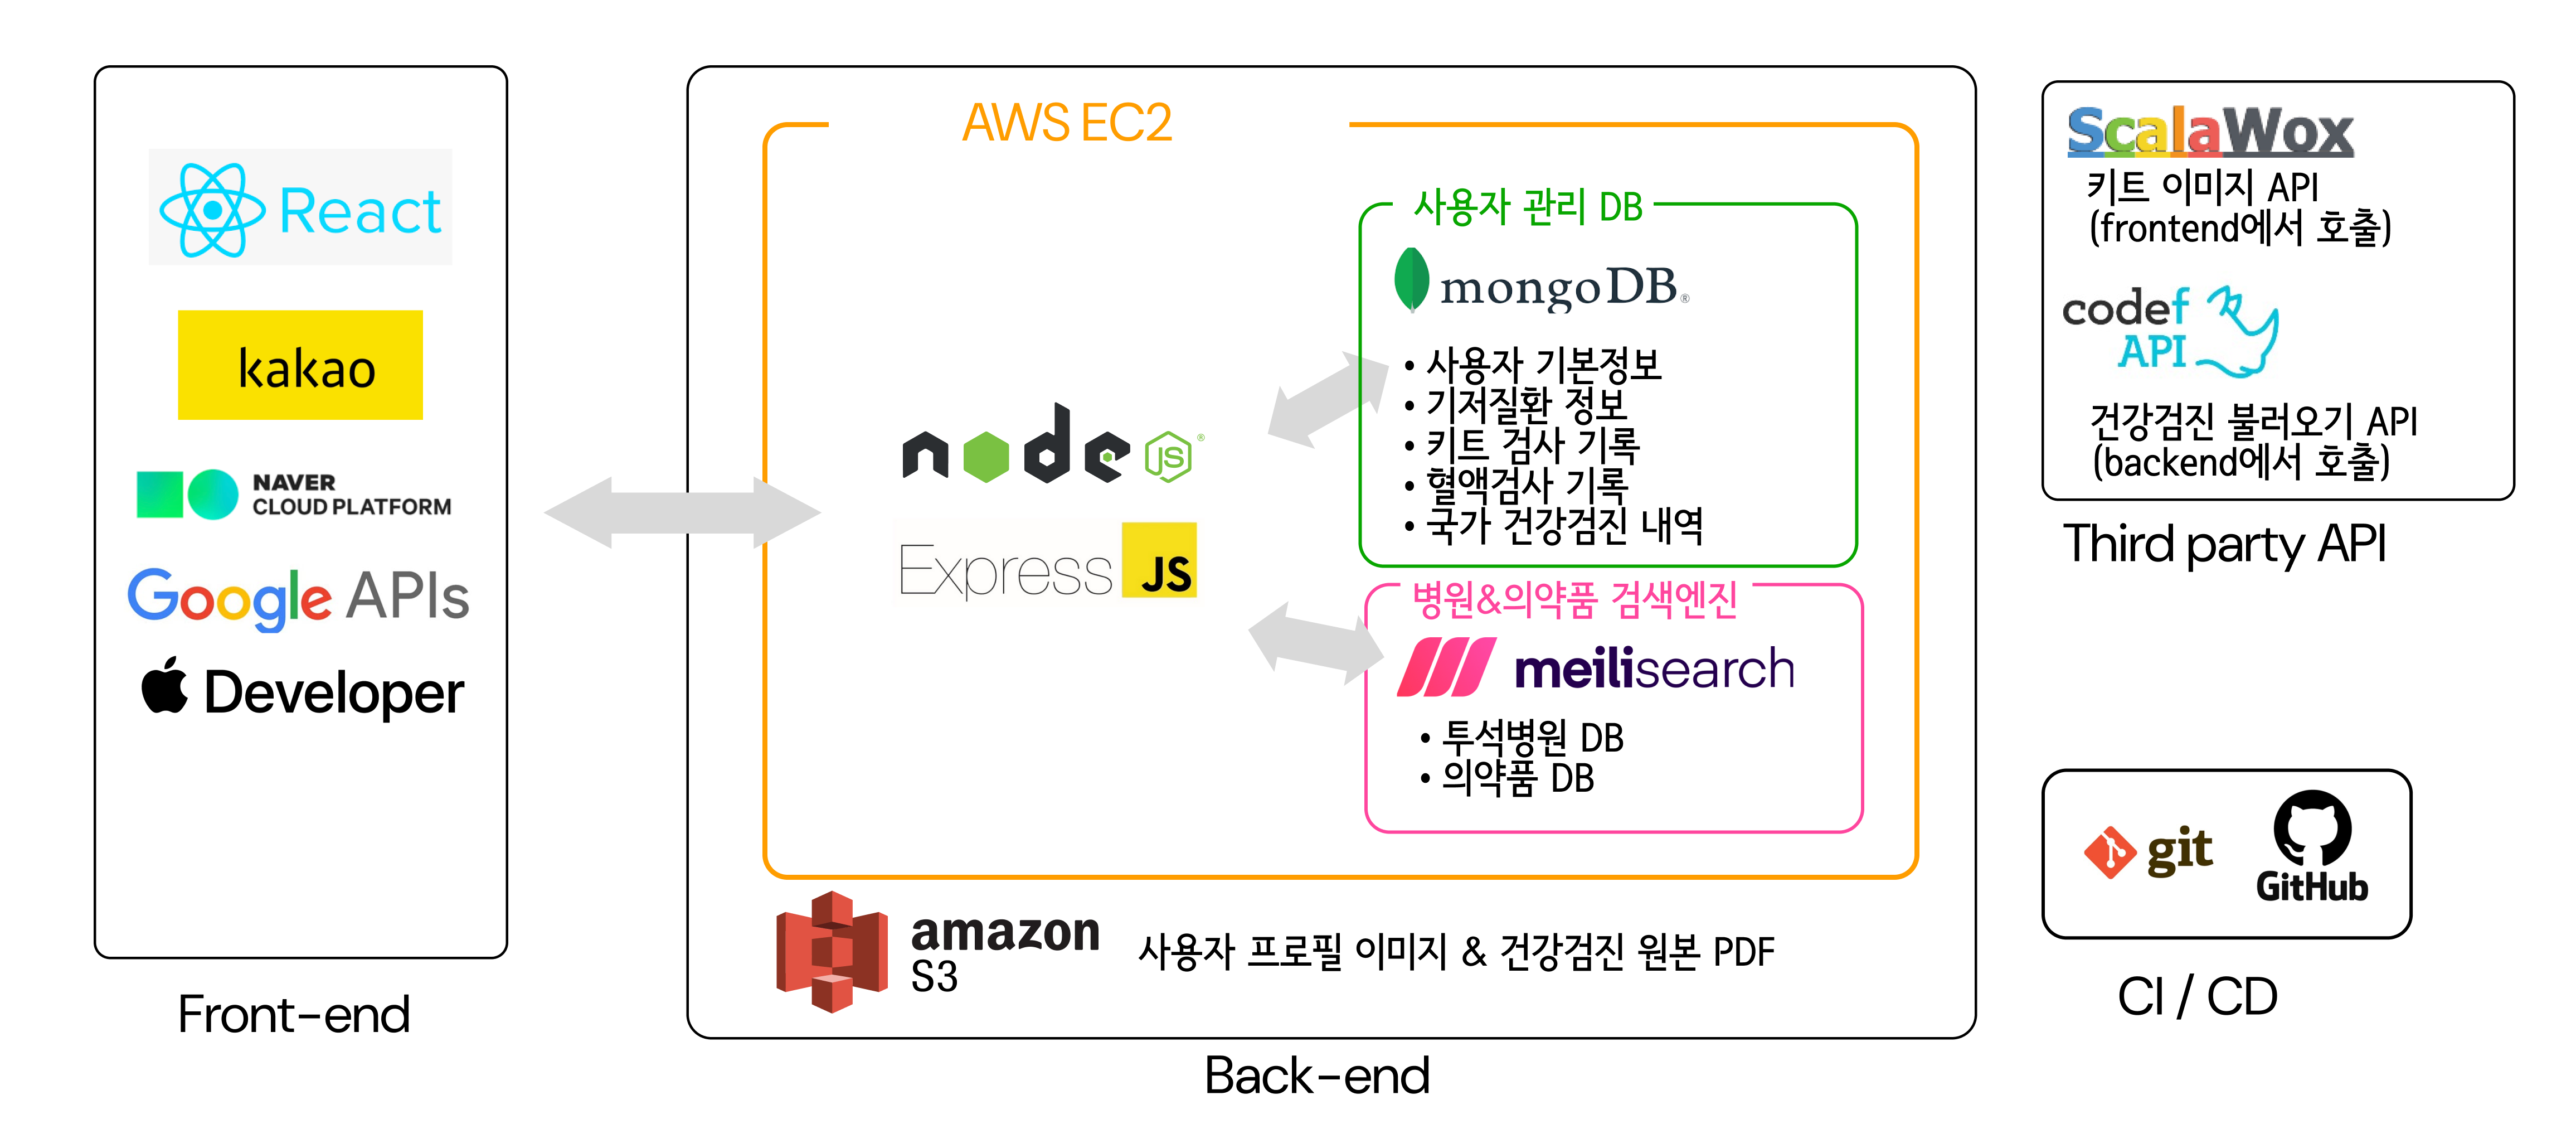 React
kakao
NAVER
CLOUD PLATFORM
Google APIs
Developer
Front-end
AWS EC2
node
JS
®
Express
JS
사용자 관리 DB
mongoDB®
• 사용자 기본정보
• 기저질환 정보
• 키트 검사 기록
• 혈액검사 기록
• 국가 건강검진 내역
병원&의약품 검색엔진
meilisearch
• 투석병원 DB
• 의약품 DB
amazon
S3
사용자 프로필 이미지 & 건강검진 원본 PDF
Back-end
ScalaWox
키트 이미지 API
(frontend에서 호출)
codef
API
건강검진 불러오기 API
(backend에서 호출)
Third party API
git
GitHub
CI / CD